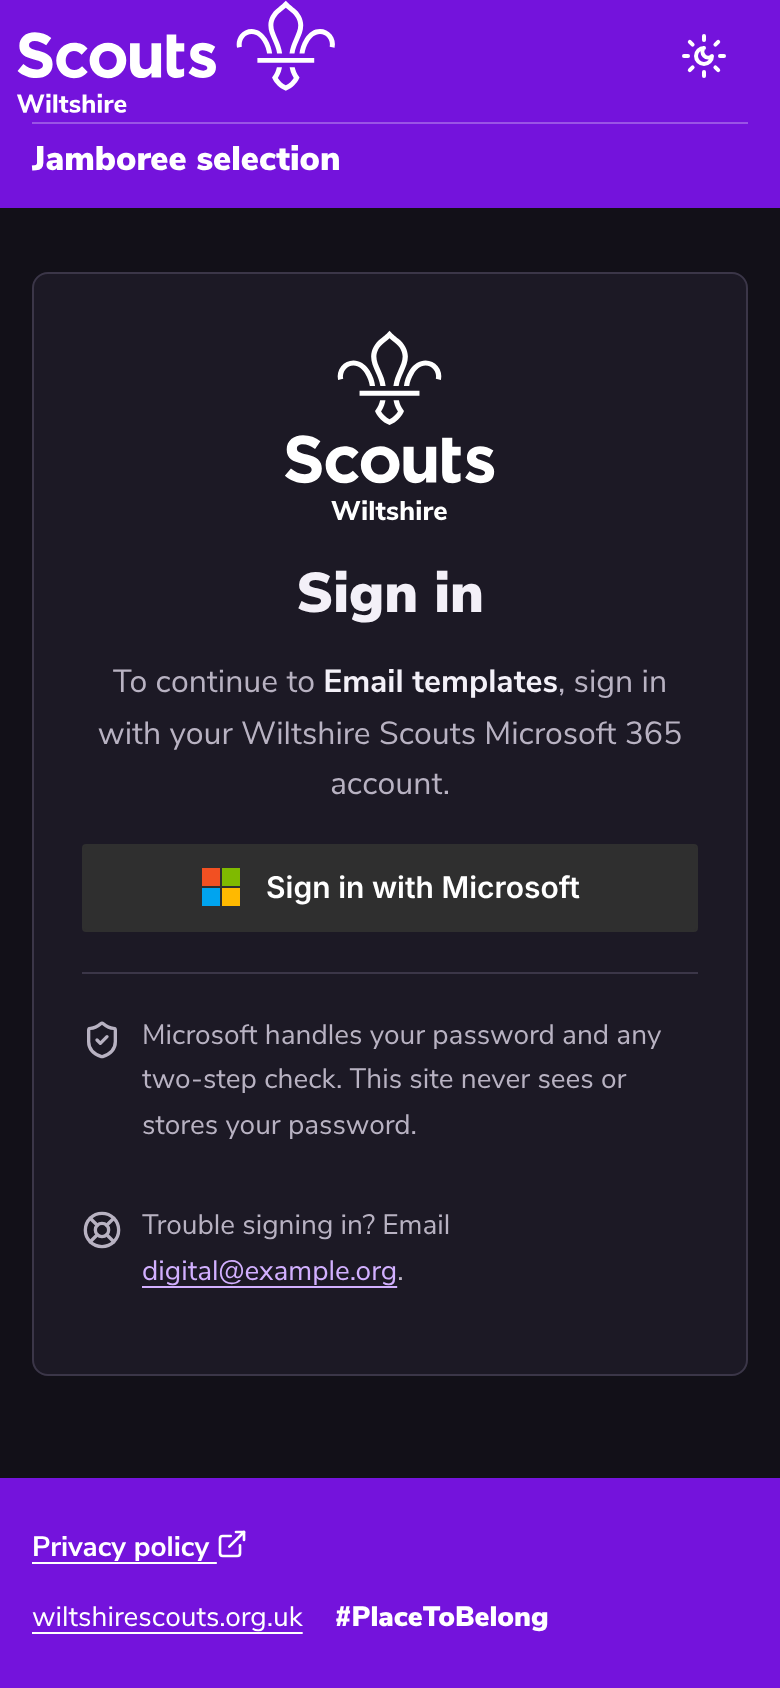 Scouts
Wiltshire
Jamboree selection
Scouts
Wiltshire
Sign in
To continue to Email templates, sign in
with your Wiltshire Scouts Microsoft 365
account.
Sign in with Microsoft
Microsoft handles your password and any
two-step check. This site never sees or
stores your password.
Trouble signing in? Email
digital@example.org.
Privacy policy
wiltshirescouts.org.uk #PlaceToBelong